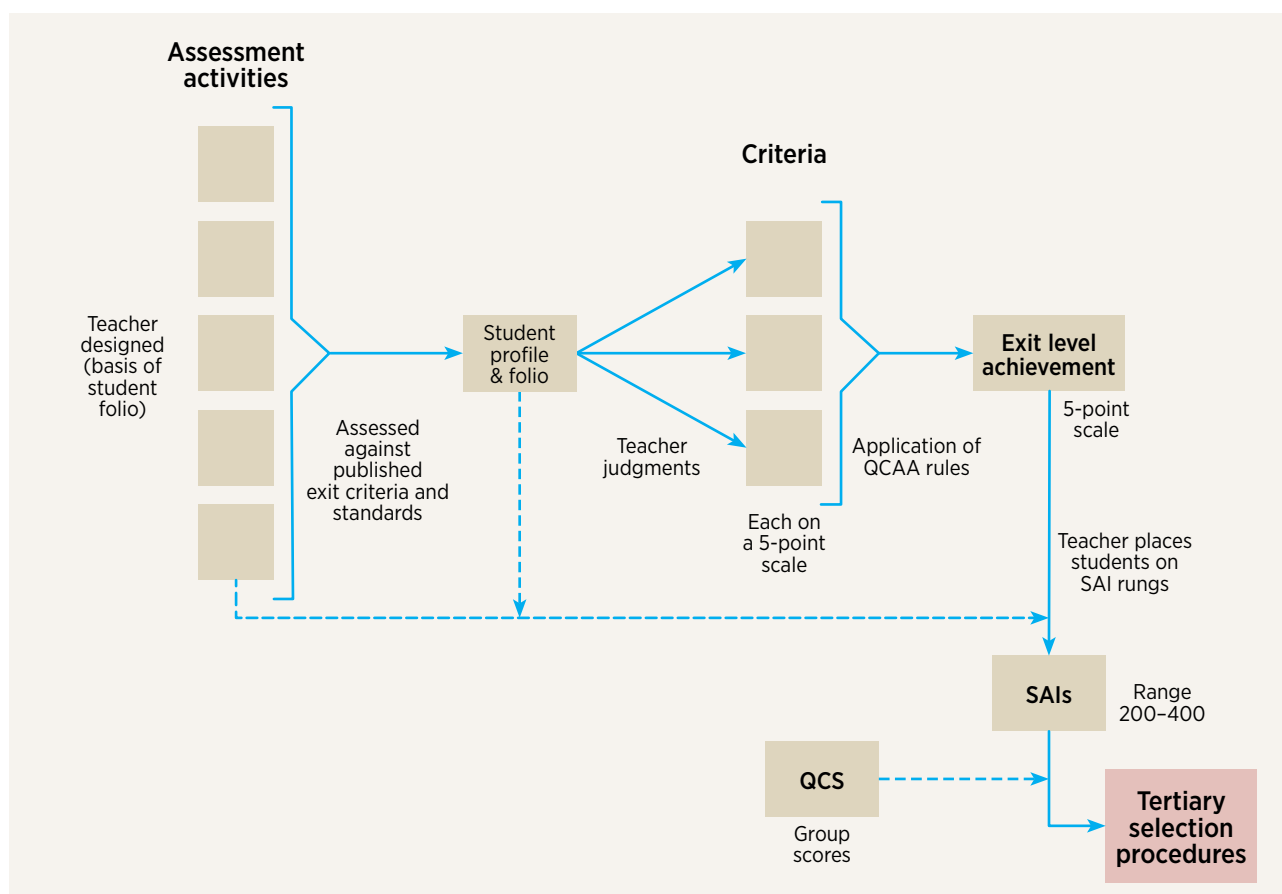 Assessment
activities
Criteria
Teacher
designed
(basis of
student
folio)
Student
profile
& folio
Exit level
achievement
5-point
scale
Assessed
against
published
exit criteria and
standards
Teacher
judgments
Application of
QCAA rules
Each on
a 5-point
scale
Teacher places
students on
SAI rungs
SAIs
Range
200–400
QCS
Group
scores
Tertiary
selection
procedures